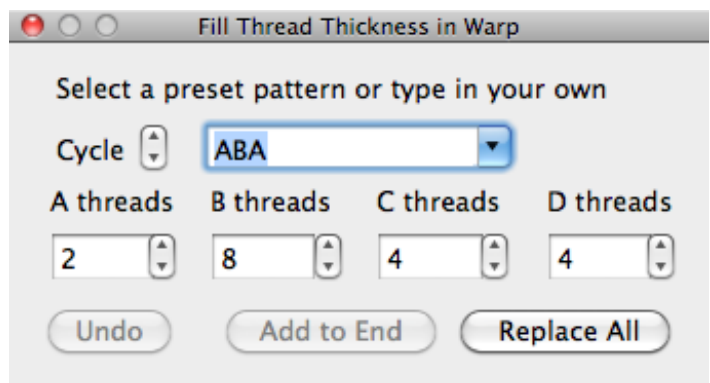 Fill Thread Thickness in Warp
Select a preset pattern or type in your own
Cycle ABA
A threads B threads C threads D threads
2 8 4 4
Undo Add to End Replace All